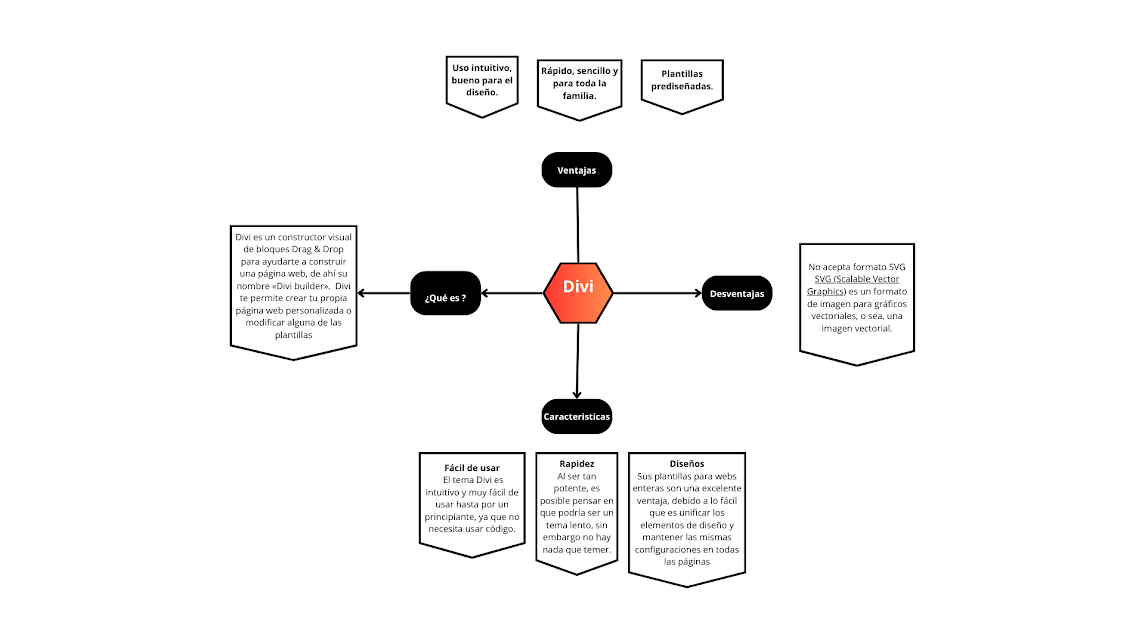 Uso intuitivo,
bueno para el
diseño.
Rápido, sencillo y
para toda la
familia.
Plantillas
prediseñadas.
Ventajas
Divi es un constructor visual
de bloques Drag & Drop
para ayudarte a construir
una página web, de ahí su
nombre «Divi builder».  Divi
te permite crear tu propia
página web personalizada o
modificar alguna de las
plantillas
¿Qué es ?
Divi
Desventajas
No acepta formato SVG
SVG (Scalable Vector
Graphics) es un formato
de imagen para gráficos
vectoriales, o sea, una
imagen vectorial.
Caracteristicas
Fácil de usar
El tema Divi es
intuitivo y muy fácil de
usar hasta por un
principiante, ya que no
necesita usar código.
Rapidez
Al ser tan
potente, es
posible pensar en
que podría ser un
tema lento, sin
embargo no hay
nada que temer.
Diseños
Sus plantillas para webs
enteras son una excelente
ventaja, debido a lo fácil
que es unificar los
elementos de diseño y
mantener las mismas
configuraciones en todas
las páginas